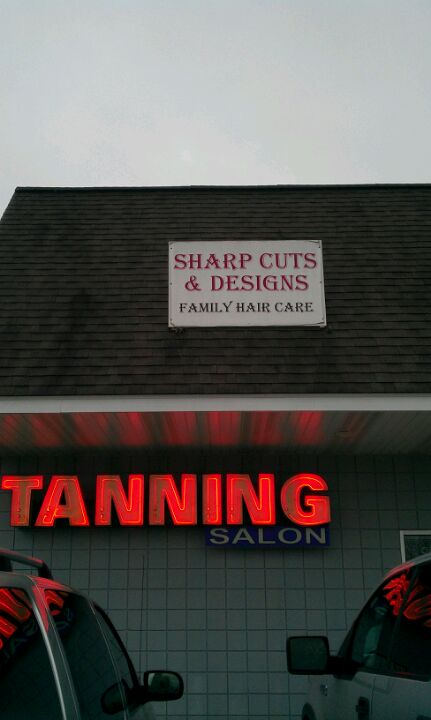 SHARP CUTS
& DESIGNS
FAMILY HAIR CARE
TANNING
SALON